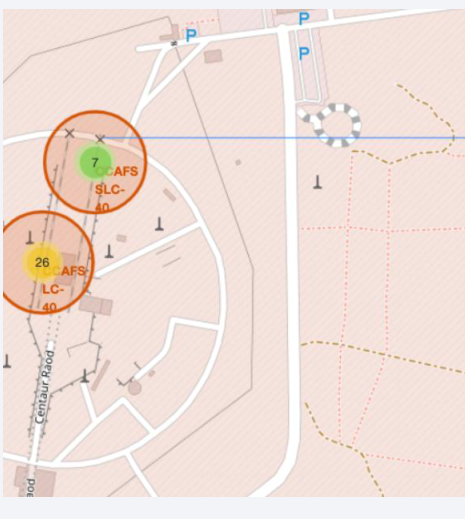 P
P
P
7
CCAFS
SLC-
40
26
CCAFS
LC-
40
Centaur Raod